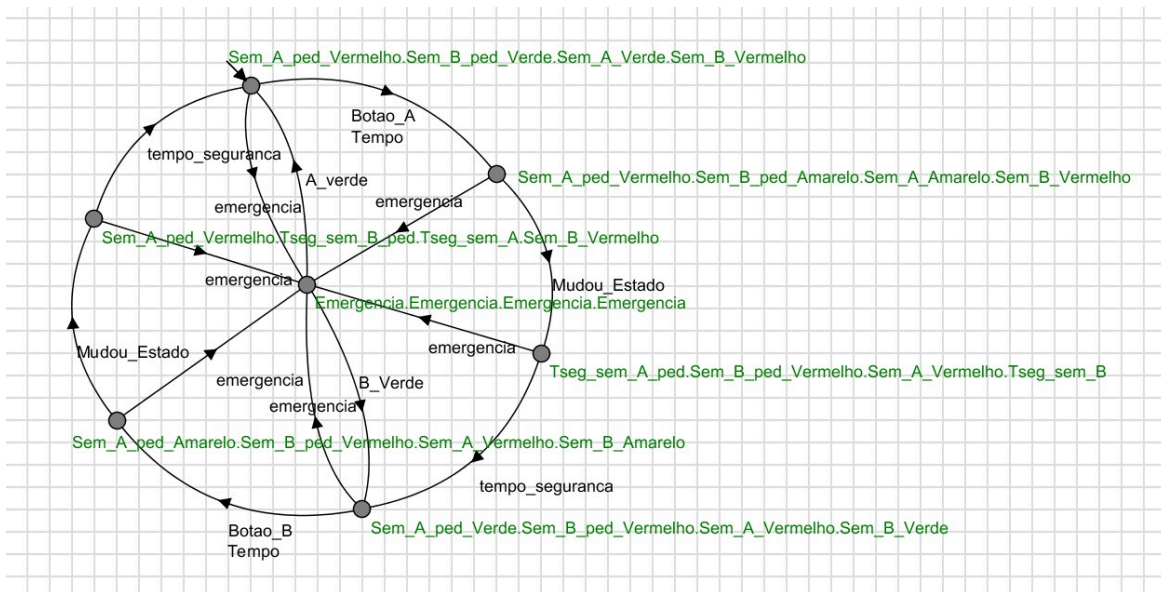 Sem_A_ped_Vermelho.Sem_B_ped_Verde.Sem_A_Verde.Sem_B_Vermelho
Botao_A
Tempo
tempo_seguranca
A_verde
Sem_A_ped_Vermelho.Sem_B_ped_Amarelo.Sem_A_Amarelo.Sem_B_Vermelho
emergencia
emergencia
Sem_A_ped_Vermelho.Tseg_sem_B_ped.Tseg_sem_A.Sem_B_Vermelho
emergencia
Mudou_Estado
Emergencia.Emergencia.Emergencia.Emergencia
Mudou_Estado
emergencia
Tseg_sem_A_ped.Sem_B_ped_Vermelho.Sem_A_Vermelho.Tseg_sem_B
emergencia
B_Verde
emergencia
Sem_A_ped_Amarelo.Sem_B_ped_Vermelho.Sem_A_Vermelho.Sem_B_Amarelo
tempo_seguranca
Botao_B
Tempo
Sem_A_ped_Verde.Sem_B_ped_Vermelho.Sem_A_Vermelho.Sem_B_Verde